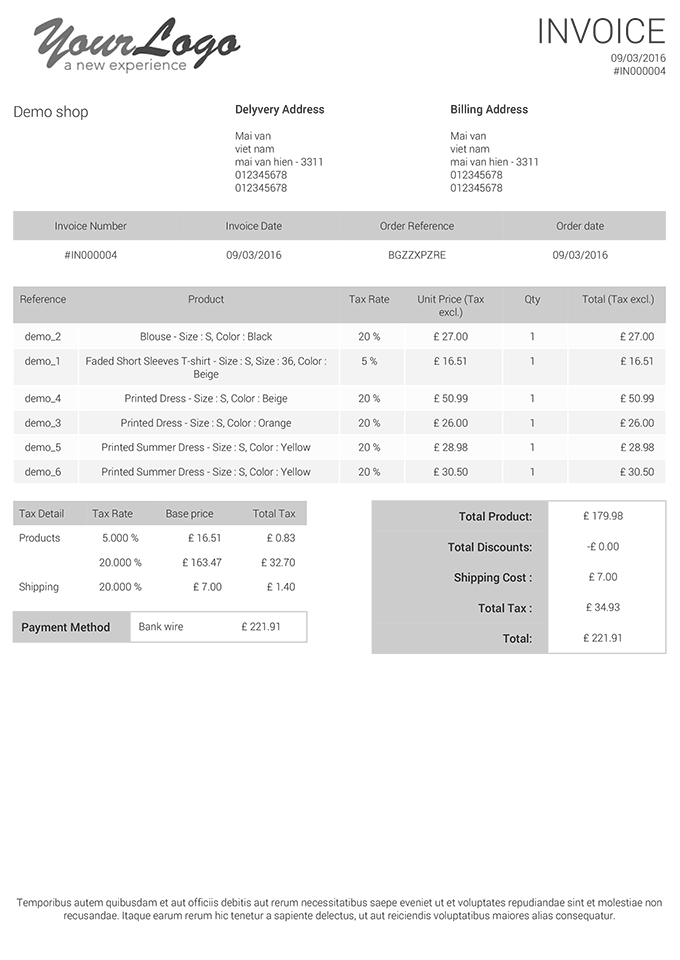 YourLogo
a new experience
INVOICE
09/03/2016
#IN000004
Demo shop
Delyvery Address
Mai van
viet nam
mai van hien - 3311
012345678
012345678
Billing Address
Mai van
viet nam
mai van hien - 3311
012345678
012345678
Invoice Number Invoice Date Order Reference Order date
#IN000004 09/03/2016 BGZZXPZRE 09/03/2016
Reference Product Tax Rate Unit Price (Tax excl.) Qty Total (Tax excl.)
demo_2 Blouse - Size : S, Color : Black 20 % £ 27.00 1 £ 27.00
demo_1 Faded Short Sleeves T-shirt - Size : S, Size : 36, Color : Beige 5 % £ 16.51 1 £ 16.51
demo_4 Printed Dress - Size : S, Color : Beige 20 % £ 50.99 1 £ 50.99
demo_3 Printed Dress - Size : S, Color : Orange 20 % £ 26.00 1 £ 26.00
demo_5 Printed Summer Dress - Size : S, Color : Yellow 20 % £ 28.98 1 £ 28.98
demo_6 Printed Summer Dress - Size : S, Color : Yellow 20 % £ 30.50 1 £ 30.50
Tax Detail Tax Rate Base price Total Tax
Products 5.000 % £ 16.51 £ 0.83
20.000 % £ 163.47 £ 32.70
Shipping 20.000 % £ 7.00 £ 1.40
Payment Method Bank wire £ 221.91
Total Product: £ 179.98
Total Discounts: -£ 0.00
Shipping Cost : £ 7.00
Total Tax : £ 34.93
Total: £ 221.91
Temporibus autem quibusdam et aut officiis debitis aut rerum necessitatibus saepe eveniet ut et voluptates repudiandae sint et molestiae non
recusandae. Itaque earum rerum hic tenetur a sapiente delectus, ut aut reiciendis voluptatibus maiores alias consequatur.